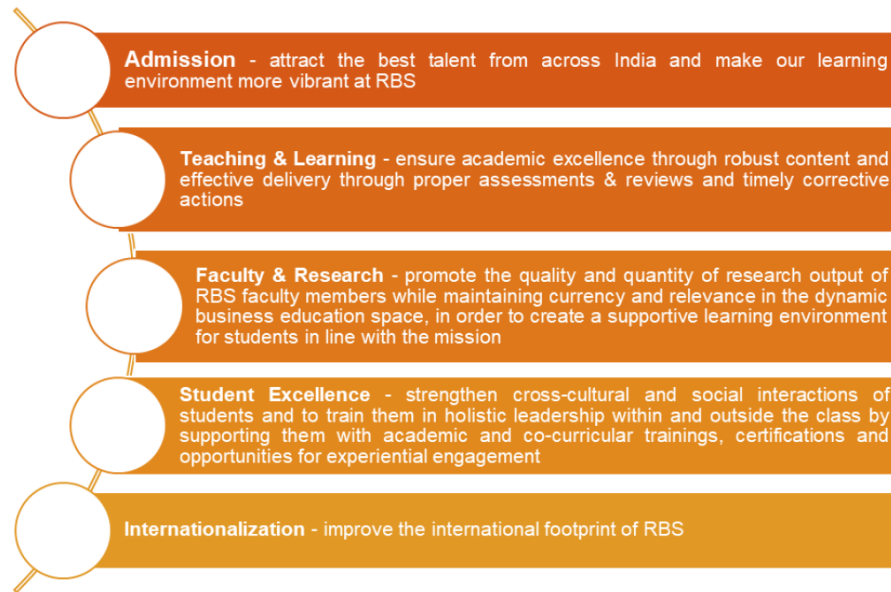 Admission - attract the best talent from across India and make our learning
environment more vibrant at RBS
Teaching & Learning - ensure academic excellence through robust content and
effective delivery through proper assessments & reviews and timely corrective
actions
Faculty & Research - promote the quality and quantity of research output of
RBS faculty members while maintaining currency and relevance in the dynamic
business education space, in order to create a supportive learning environment
for students in line with the mission
Student Excellence - strengthen cross-cultural and social interactions of
students and to train them in holistic leadership within and outside the class by
supporting them with academic and co-curricular trainings, certifications and
opportunities for experiential engagement
Internationalization - improve the international footprint of RBS